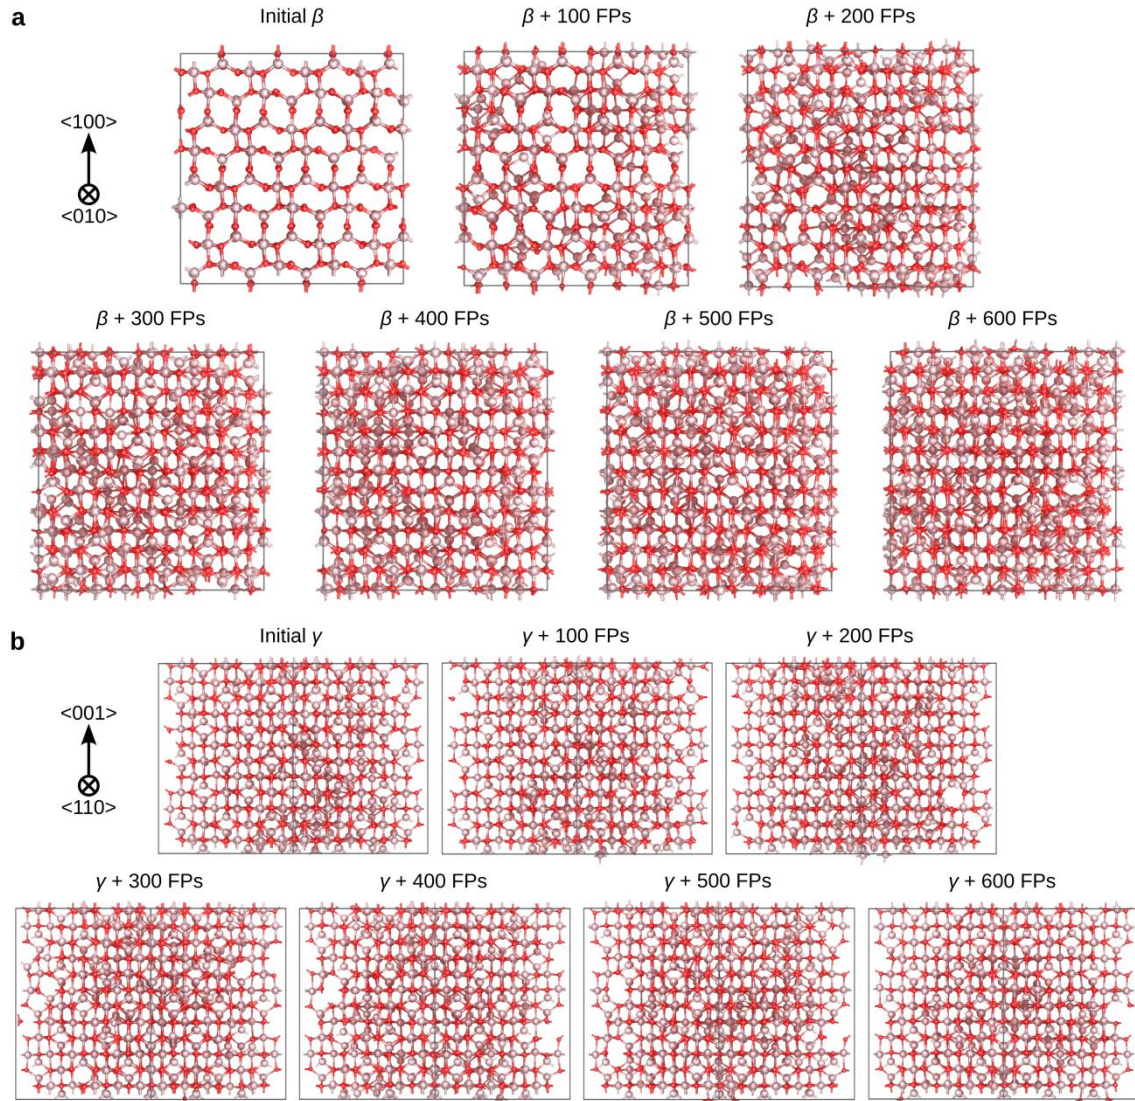 a
Initial β
β + 100 FPs
β + 200 FPs
<100>
<010>
β + 300 FPs
β + 400 FPs
β + 500 FPs
β + 600 FPs
b
Initial γ
γ + 100 FPs
γ + 200 FPs
<001>
<110>
γ + 300 FPs
γ + 400 FPs
γ + 500 FPs
γ + 600 FPs